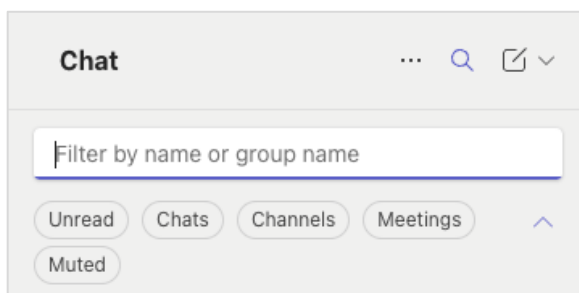 Chat
Filter by name or group name
Unread Chats Channels Meetings
Muted